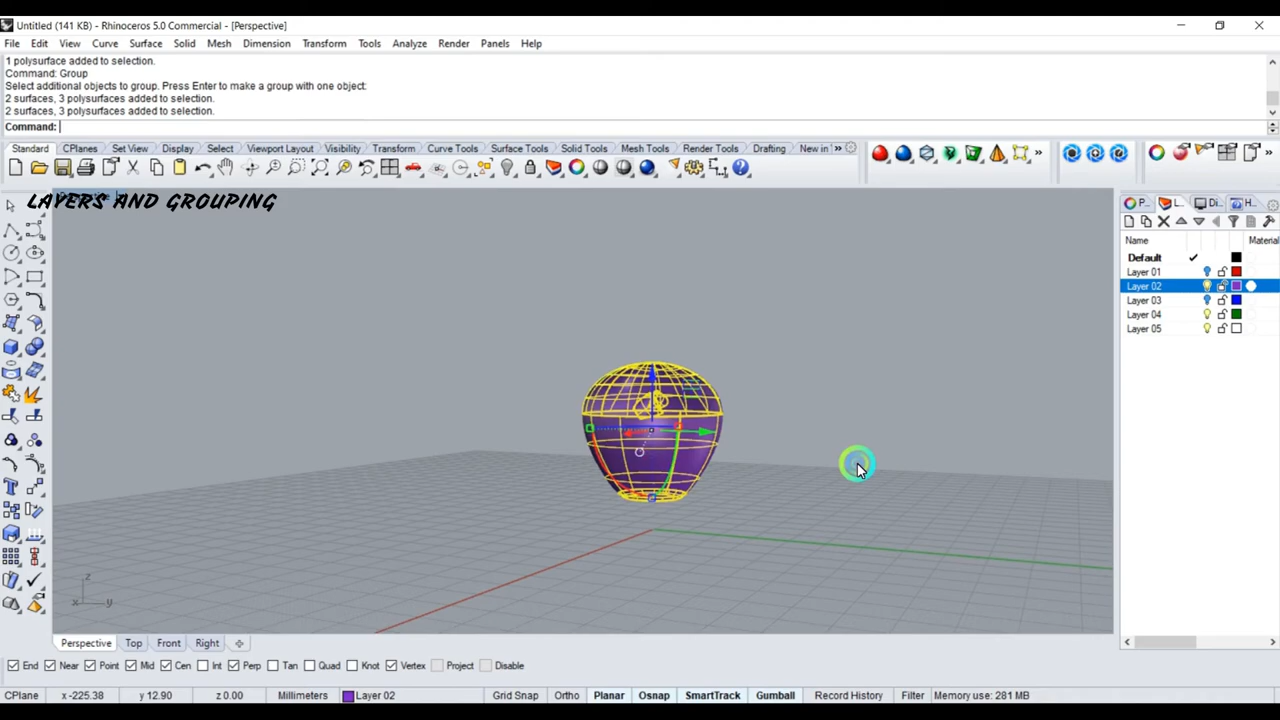 Untitled (141 KB) - Rhinoceros 5.0 Commercial - [Perspective]
File Edit View Curve Surface Solid Mesh Dimension Transform Tools Analyze Render Panels Help
1 polysurface added to selection.
Command: Group
Select additional objects to group. Press Enter to make a group with one object:
2 surfaces, 3 polysurfaces added to selection.
2 surfaces, 3 polysurfaces added to selection.
Command:
Standard CPlanes Set View Display Select Viewport Layout Visibility Transform Curve Tools Surface Tools Solid Tools Mesh Tools Render Tools Drafting New in
LAYERS AND GROUPING
P... L... Di... H...
Name Material
Default
Layer 01
Layer 02
Layer 03
Layer 04
Layer 05
z
x y
Perspective Top Front Right
End Near Point Mid Cen Int Perp Tan Quad Knot Vertex Project Disable
CPlane x -225.38 y 12.90 z 0.00 Millimeters Layer 02 Grid Snap Ortho Planar Osnap SmartTrack Gumball Record History Filter Memory use: 281 MB